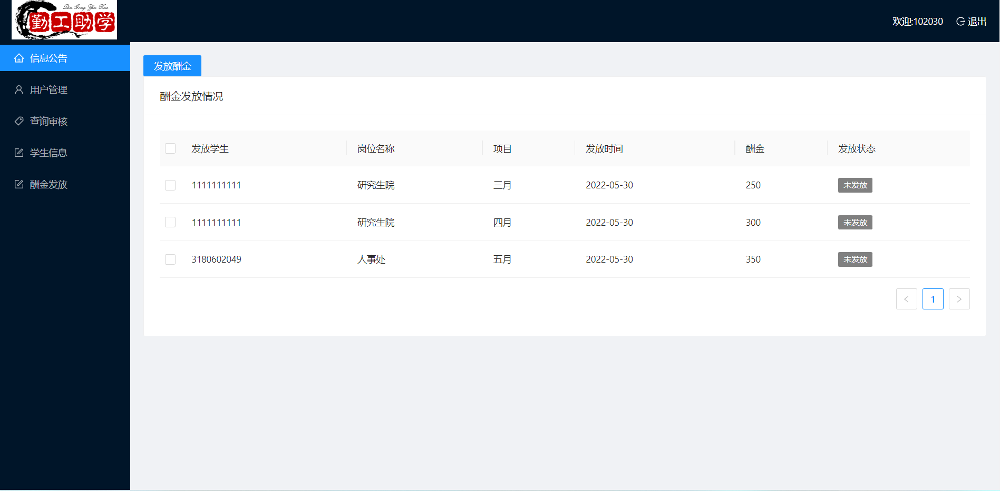 Qin Gong Zhu Xue
勤工助学
欢迎:102030 退出
信息公告
用户管理
查询审核
学生信息
酬金发放
发放酬金
酬金发放情况
发放学生 岗位名称 项目 发放时间 酬金 发放状态
1111111111 研究生院 三月 2022-05-30 250 未发放
1111111111 研究生院 四月 2022-05-30 300 未发放
3180602049 人事处 五月 2022-05-30 350 未发放
< 1 >